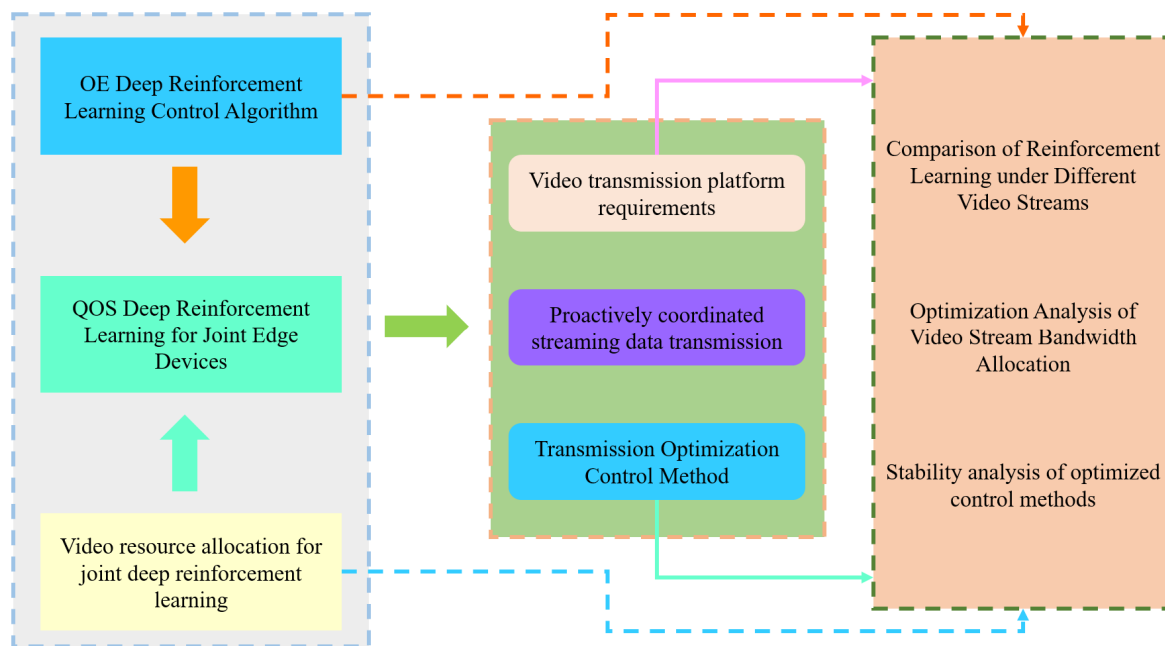 OE Deep Reinforcement
Learning Control Algorithm
QOS Deep Reinforcement
Learning for Joint Edge
Devices
Video resource allocation for
joint deep reinforcement
learning
Video transmission platform
requirements
Proactively coordinated
streaming data transmission
Transmission Optimization
Control Method
Comparison of Reinforcement
Learning under Different
Video Streams
Optimization Analysis of
Video Stream Bandwidth
Allocation
Stability analysis of optimized
control methods